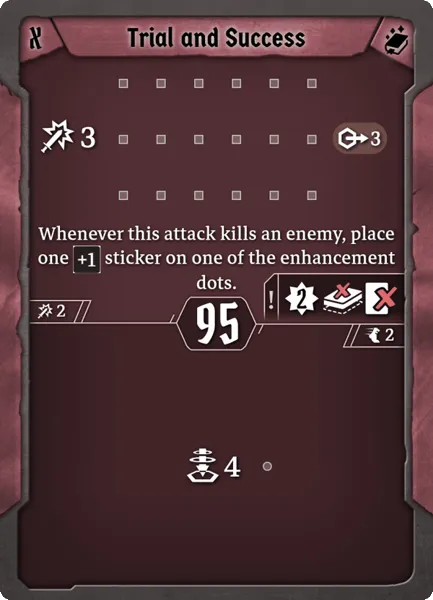 א Trial and Success
3
3
Whenever this attack kills an enemy, place
one +1 sticker on one of the enhancement
dots.
! 2
2
95
2
4